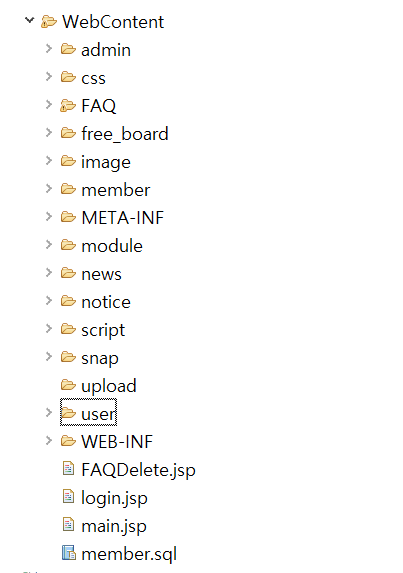 WebContent
admin
css
FAQ
free_board
image
member
META-INF
module
news
notice
script
snap
upload
user
WEB-INF
FAQDelete.jsp
login.jsp
main.jsp
member.sql